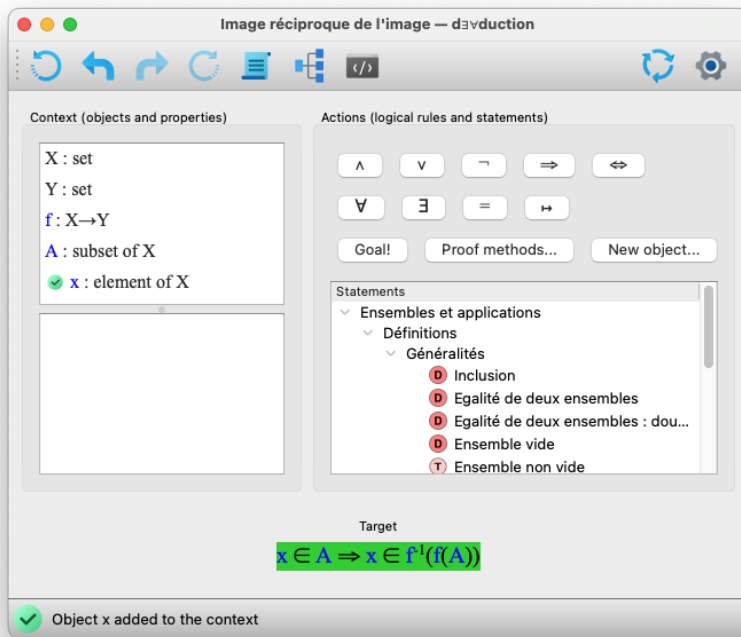 Image réciproque de l'image — d∃∀duction
</>
Context (objects and properties)
X : set
Y : set
f : X→Y
A : subset of X
x : element of X
Actions (logical rules and statements)
∧ ∨ ¬ ⇒ ⇔
∀ ∃ = ↦
Goal! Proof methods... New object...
Statements
Ensembles et applications
Définitions
Généralités
D Inclusion
D Egalité de deux ensembles
D Egalité de deux ensembles : dou...
D Ensemble vide
T Ensemble non vide
Target
x ∈ A ⇒ x ∈ f⁻¹(f(A))
Object x added to the context